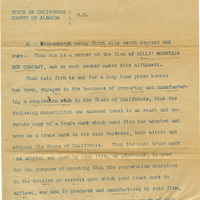 STATE OF CALIFORNIA
COUNTY OF ALAMEDA
S.S.
A. being first duly sworn deposes and
says: That he is a member of the firm of HILLS' MOUNTAIN
COMPANY, and as such member makes this affidavit.
That said firm is and for a long time prior hereto
has been, engaged in the business of preparing and manufactur-
ing a in the State of California, that the
following description and annexed label is an exact and ac-
curate copy of a trade mark which said firm has adopted and
uses as a trade mark in its said business, both within and
without the State of California. That the said trade mark
adopted and by said firm, is used
for the purpose of denoting that the preparation contained
in the bottles or vessels upon which said trade mark is
affixed, was and is prepared and manufactured by said firm,